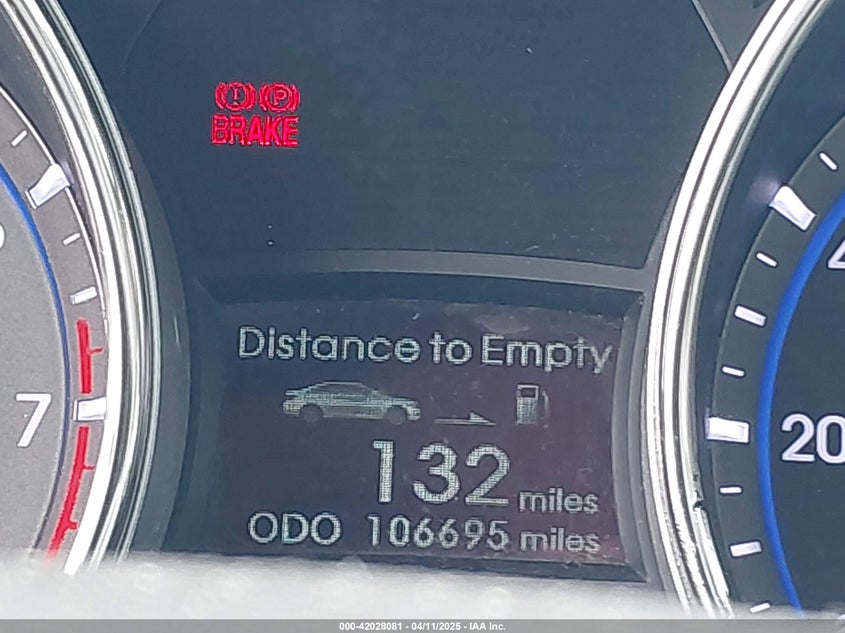 (!) (P)
BRAKE
Distance to Empty
132 miles
ODO 106695 miles
7
20
000-42028081 - 04/11/2025 - IAA Inc.